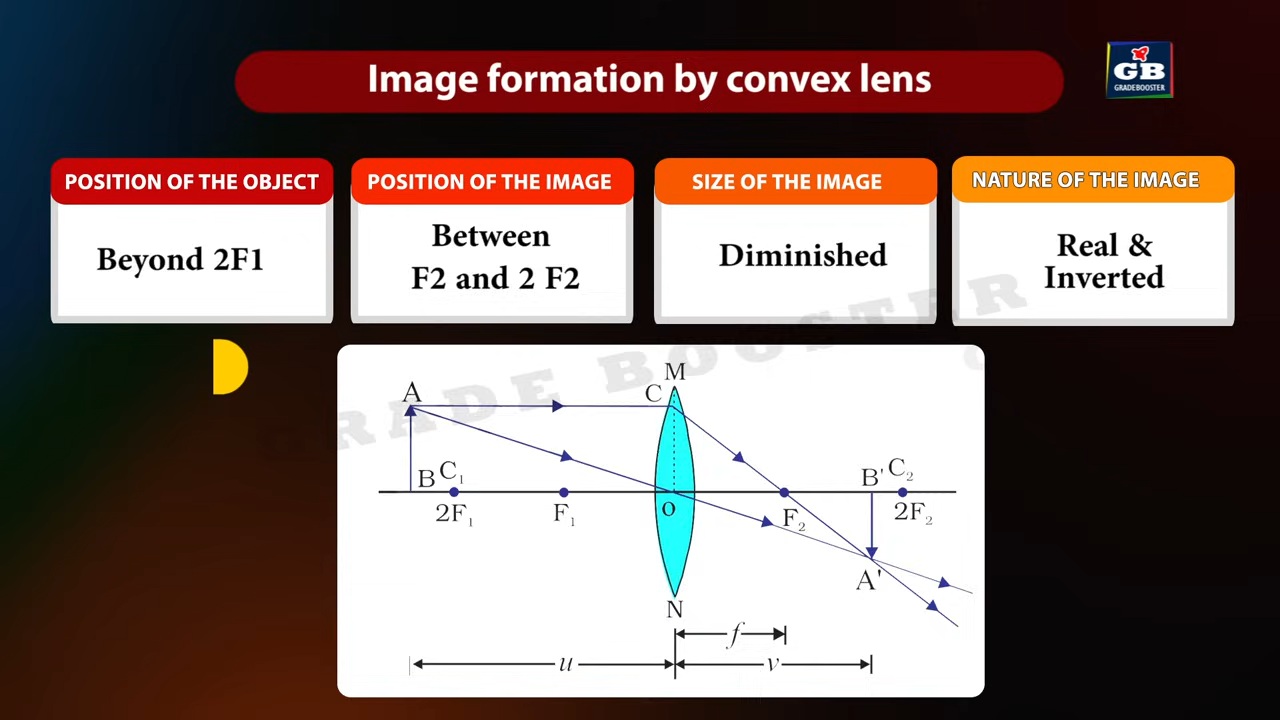 Image formation by convex lens
GB
GRADEBOOSTER
POSITION OF THE OBJECT
POSITION OF THE IMAGE
SIZE OF THE IMAGE
NATURE OF THE IMAGE
Beyond 2F1
Between
F2 and 2 F2
Diminished
Real &
Inverted
GRADE BOOSTER
M
A
C
B C₁
B' C₂
2F₁
F₁
O
F₂
2F₂
A'
N
f
u
v